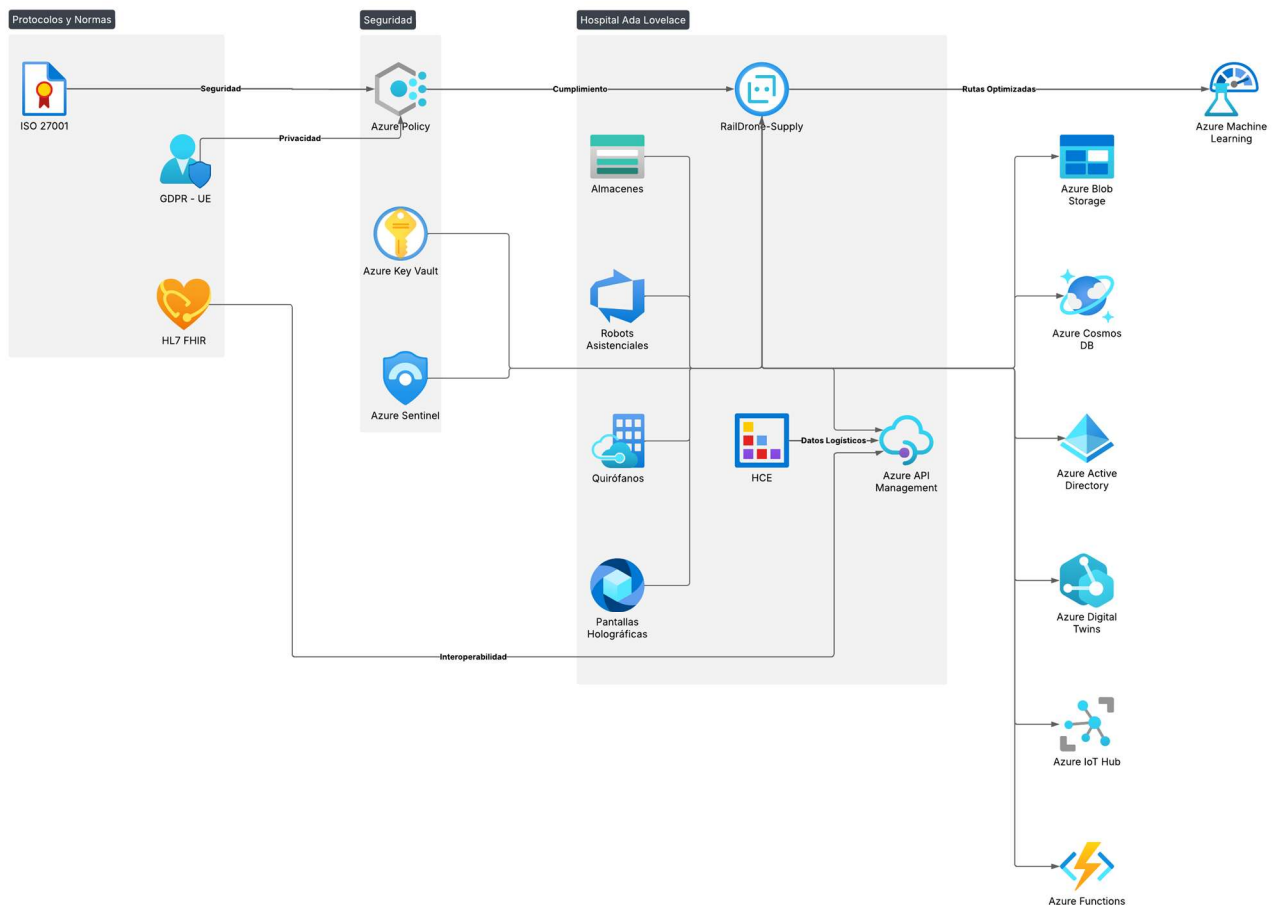 Protocolos y Normas
Seguridad
Hospital Ada Lovelace
ISO 27001
Seguridad
Azure Policy
Cumplimiento
RailDrone-Supply
Rutas Optimizadas
Azure Machine
Learning
Privacidad
GDPR - UE
Almacenes
Azure Blob
Storage
Azure Key Vault
HL7 FHIR
Robots
Asistenciales
Azure Cosmos
DB
Azure Sentinel
Quirófanos
HCE
Datos Logísticos
Azure API
Management
Azure Active
Directory
Pantallas
Holográficas
Azure Digital
Twins
Interoperabilidad
Azure IoT Hub
Azure Functions